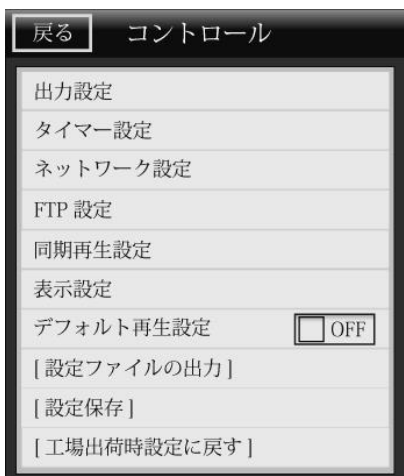 戻る コントロール
出力設定
タイマー設定
ネットワーク設定
FTP 設定
同期再生設定
表示設定
デフォルト再生設定 OFF
[ 設定ファイルの出力 ]
[ 設定保存 ]
[ 工場出荷時設定に戻す ]